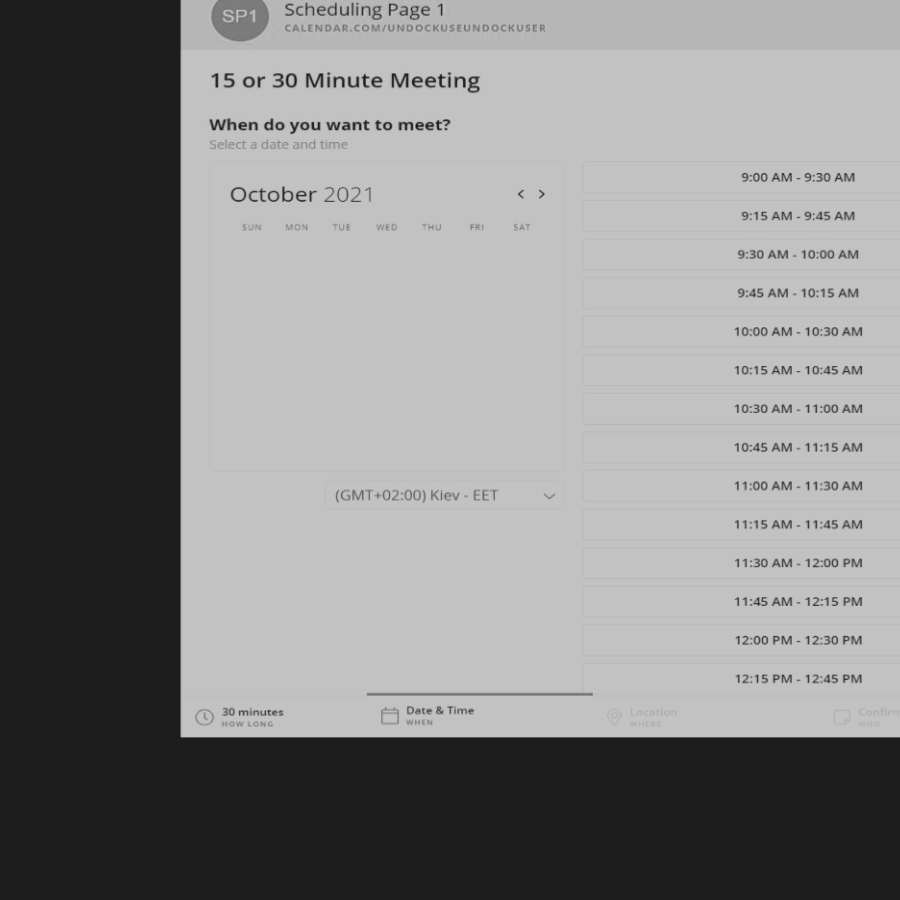 SP1
Scheduling Page 1
CALENDAR.COM/UNDOCKUSEUNDOCKUSER
15 or 30 Minute Meeting
When do you want to meet?
Select a date and time
October 2021
SUN MON TUE WED THU FRI SAT
(GMT+02:00) Kiev - EET
9:00 AM - 9:30 AM
9:15 AM - 9:45 AM
9:30 AM - 10:00 AM
9:45 AM - 10:15 AM
10:00 AM - 10:30 AM
10:15 AM - 10:45 AM
10:30 AM - 11:00 AM
10:45 AM - 11:15 AM
11:00 AM - 11:30 AM
11:15 AM - 11:45 AM
11:30 AM - 12:00 PM
11:45 AM - 12:15 PM
12:00 PM - 12:30 PM
12:15 PM - 12:45 PM
30 minutes
HOW LONG
Date & Time
WHEN
Location
WHERE
Confirm
WHO